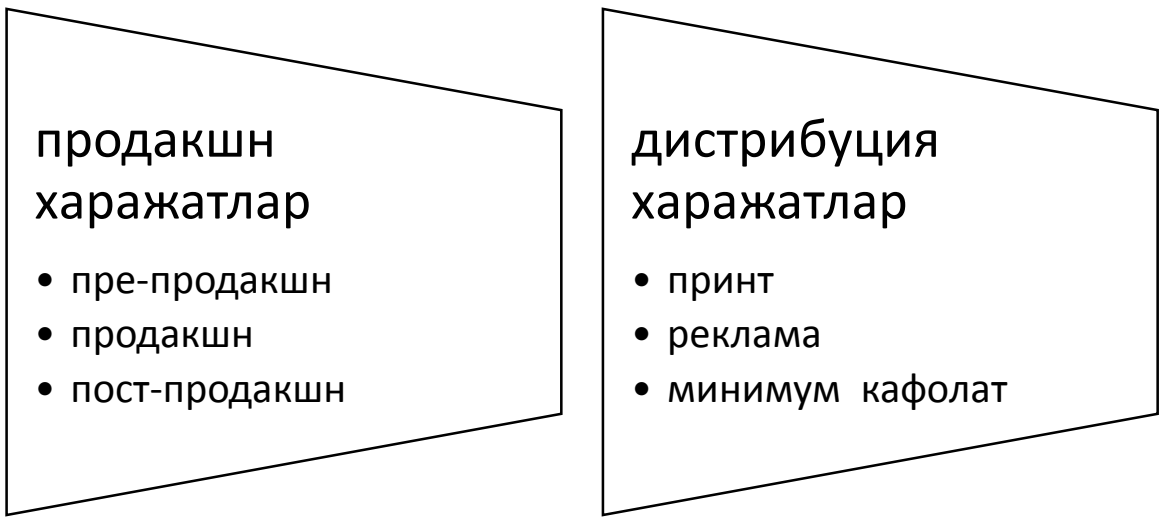 продакшн
харажатлар
• пре-продакшн
• продакшн
• пост-продакшн
дистрибуция
харажатлар
• принт
• реклама
• минимум кафолат